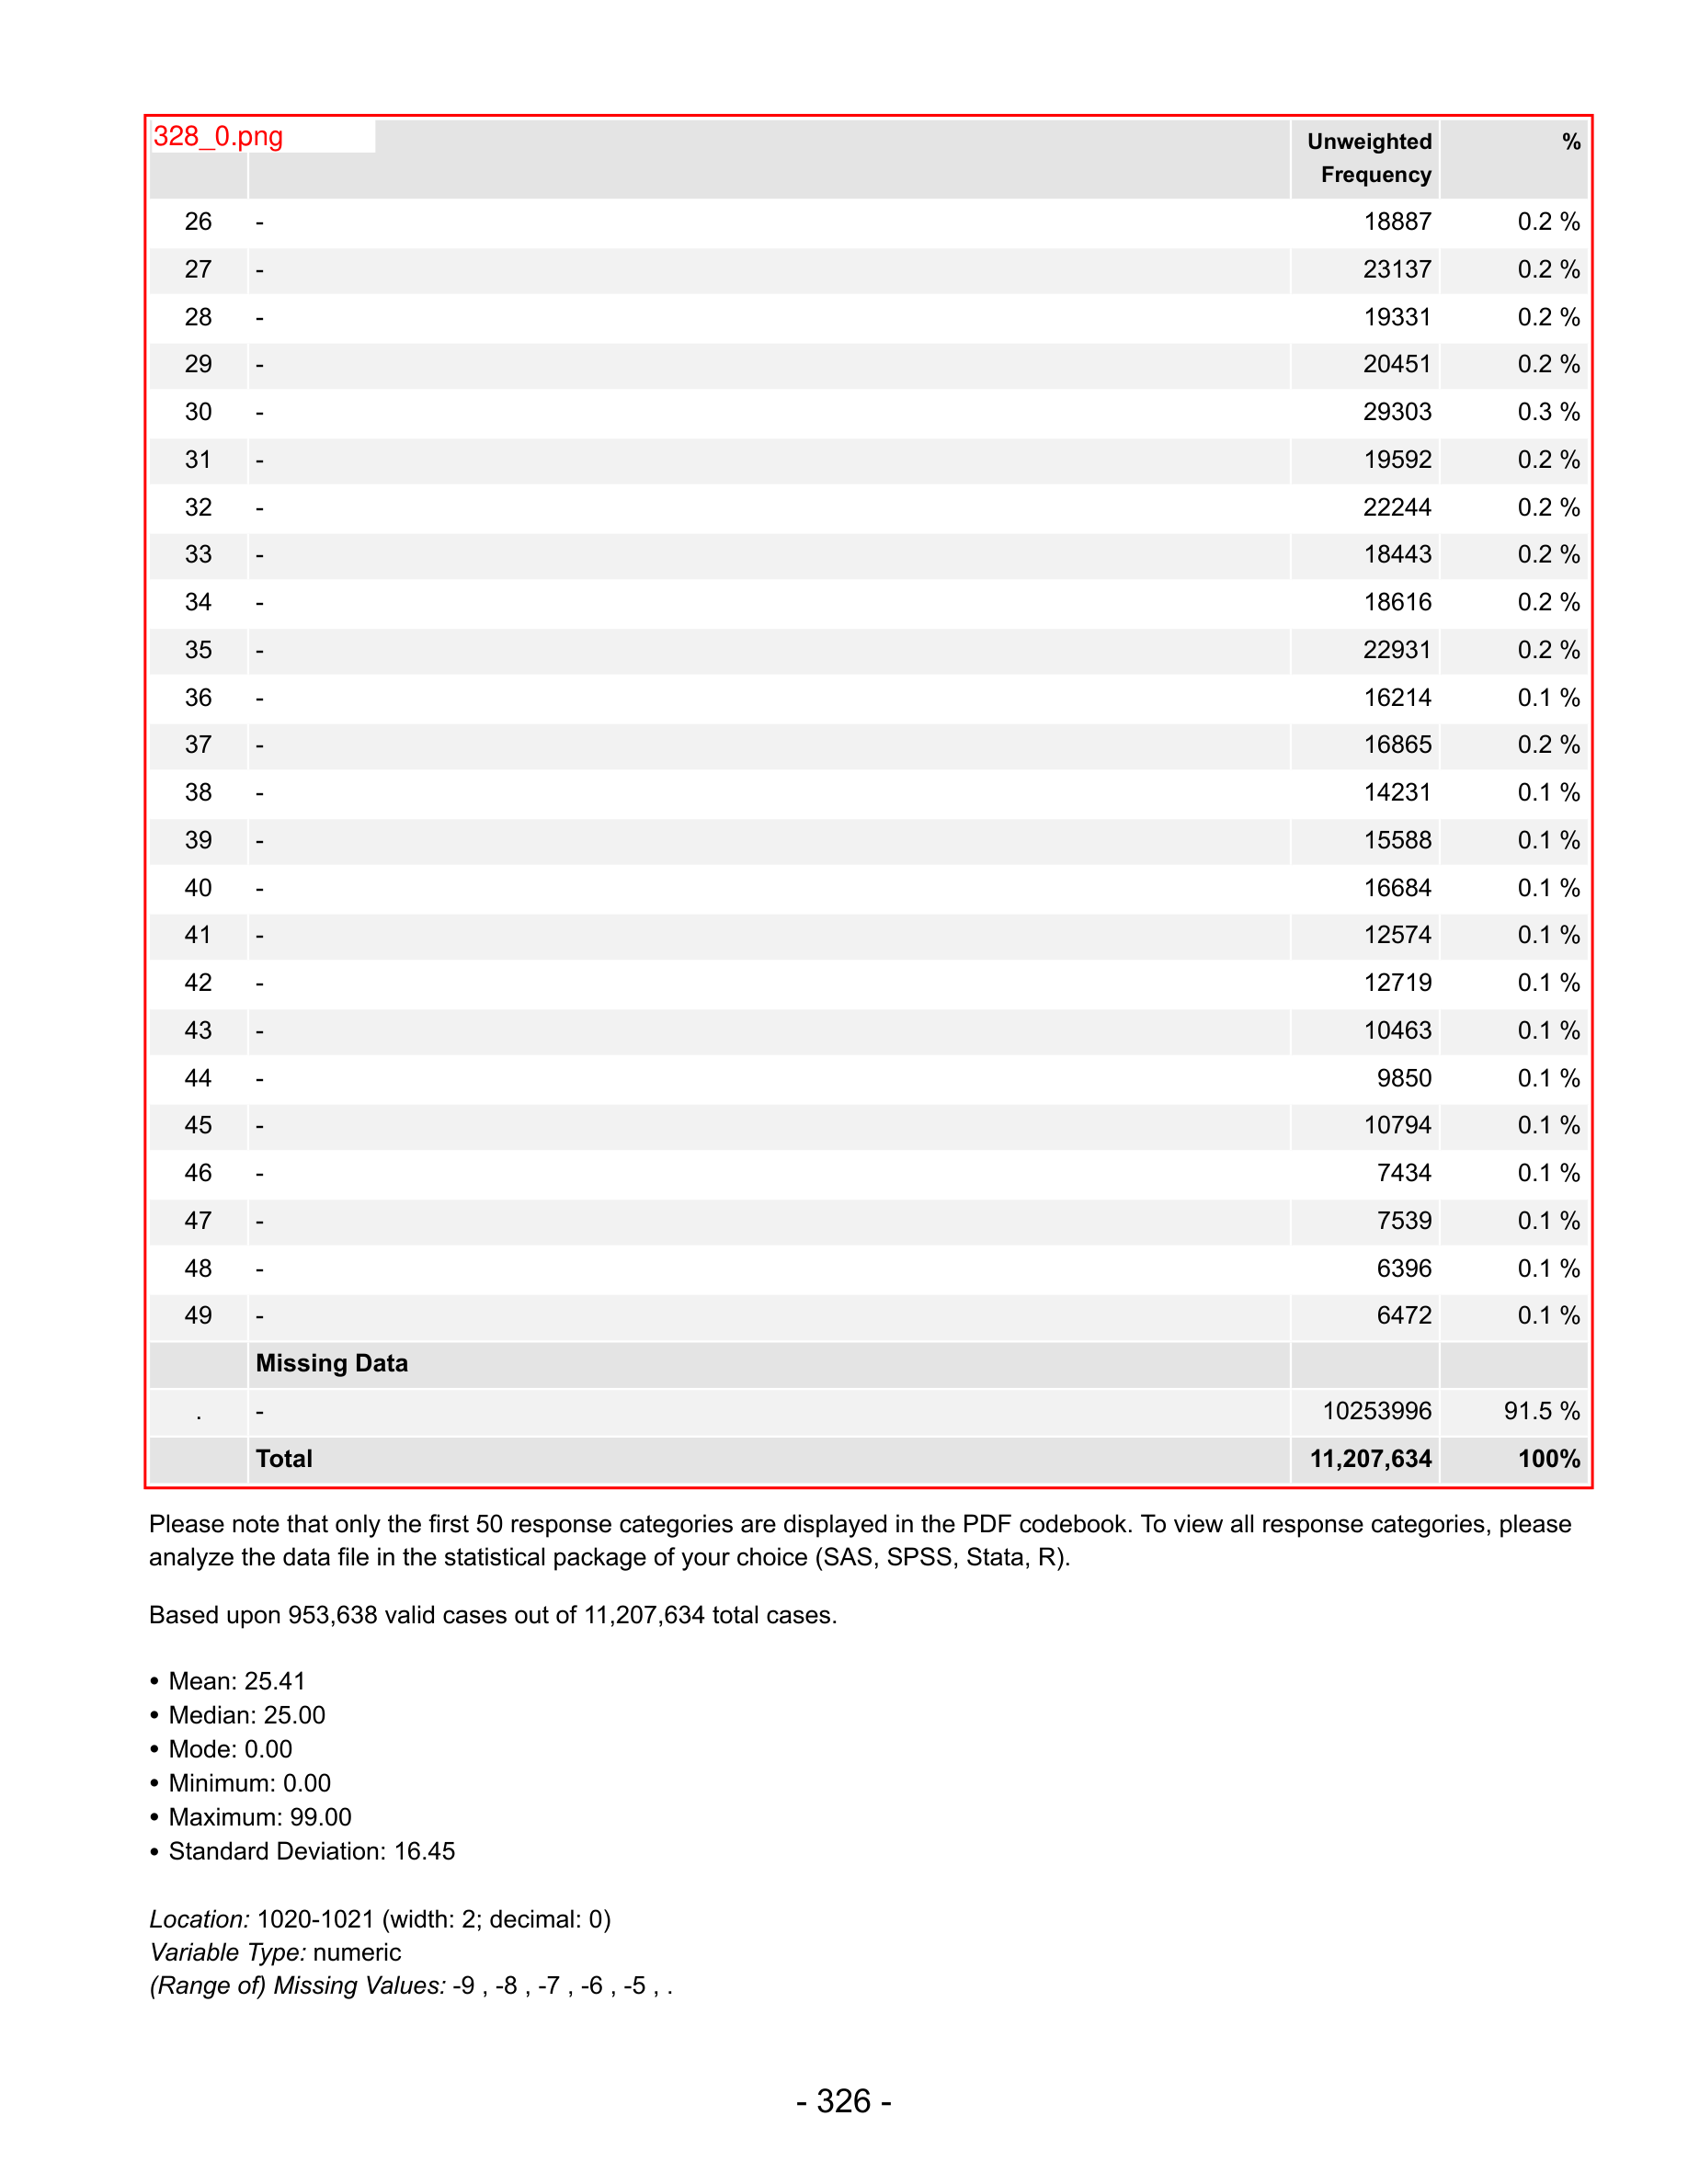 328_0.png
Unweighted Frequency %
26 - 18887 0.2 %
27 - 23137 0.2 %
28 - 19331 0.2 %
29 - 20451 0.2 %
30 - 29303 0.3 %
31 - 19592 0.2 %
32 - 22244 0.2 %
33 - 18443 0.2 %
34 - 18616 0.2 %
35 - 22931 0.2 %
36 - 16214 0.1 %
37 - 16865 0.2 %
38 - 14231 0.1 %
39 - 15588 0.1 %
40 - 16684 0.1 %
41 - 12574 0.1 %
42 - 12719 0.1 %
43 - 10463 0.1 %
44 - 9850 0.1 %
45 - 10794 0.1 %
46 - 7434 0.1 %
47 - 7539 0.1 %
48 - 6396 0.1 %
49 - 6472 0.1 %
Missing Data
. - 10253996 91.5 %
Total 11,207,634 100%
Please note that only the first 50 response categories are displayed in the PDF codebook. To view all response categories, please
analyze the data file in the statistical package of your choice (SAS, SPSS, Stata, R).
Based upon 953,638 valid cases out of 11,207,634 total cases.
• Mean: 25.41
• Median: 25.00
• Mode: 0.00
• Minimum: 0.00
• Maximum: 99.00
• Standard Deviation: 16.45
Location: 1020-1021 (width: 2; decimal: 0)
Variable Type: numeric
(Range of) Missing Values: -9 , -8 , -7 , -6 , -5 , .
- 326 -